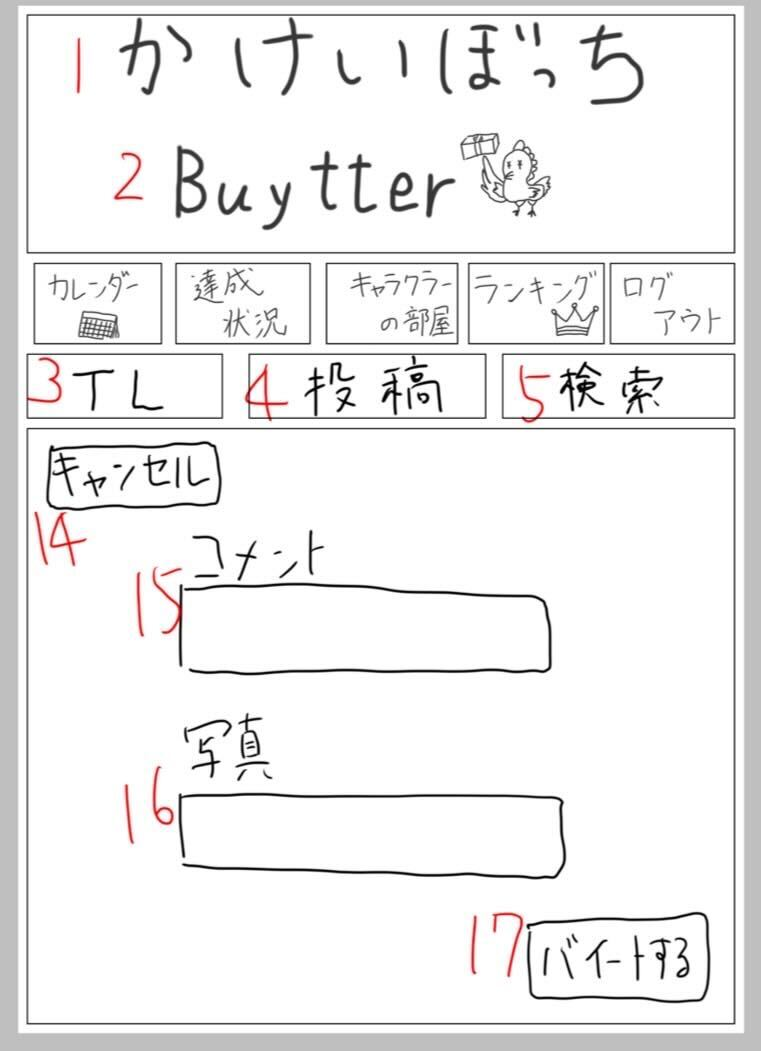 1 かけいぼっち
2 Buytter
カレンダー
達成
状況
キャラクラー
の部屋
ランキング
ログ
アウト
3 TL
4 投稿
5 検索
キャンセル
14
コメント
15
写真
16
17 バイートする